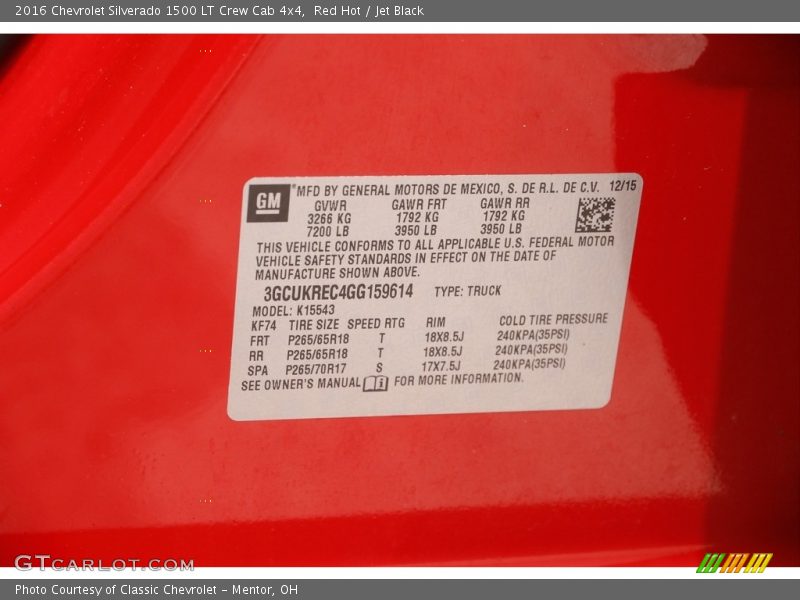 2016 Chevrolet Silverado 1500 LT Crew Cab 4x4, Red Hot / Jet Black
GM ® MFD BY GENERAL MOTORS DE MEXICO, S. DE R.L. DE C.V. 12/15
GVWR GAWR FRT GAWR RR
3266 KG 1792 KG 1792 KG
7200 LB 3950 LB 3950 LB
THIS VEHICLE CONFORMS TO ALL APPLICABLE U.S. FEDERAL MOTOR
VEHICLE SAFETY STANDARDS IN EFFECT ON THE DATE OF
MANUFACTURE SHOWN ABOVE.
3GCUKREC4GG159614 TYPE: TRUCK
MODEL: K15543
KF74 TIRE SIZE SPEED RTG RIM COLD TIRE PRESSURE
FRT P265/65R18 T 18X8.5J 240KPA(35PSI)
RR P265/65R18 T 18X8.5J 240KPA(35PSI)
SPA P265/70R17 S 17X7.5J 240KPA(35PSI)
SEE OWNER'S MANUAL i FOR MORE INFORMATION.
GTCARLOT.COM
Photo Courtesy of Classic Chevrolet - Mentor, OH